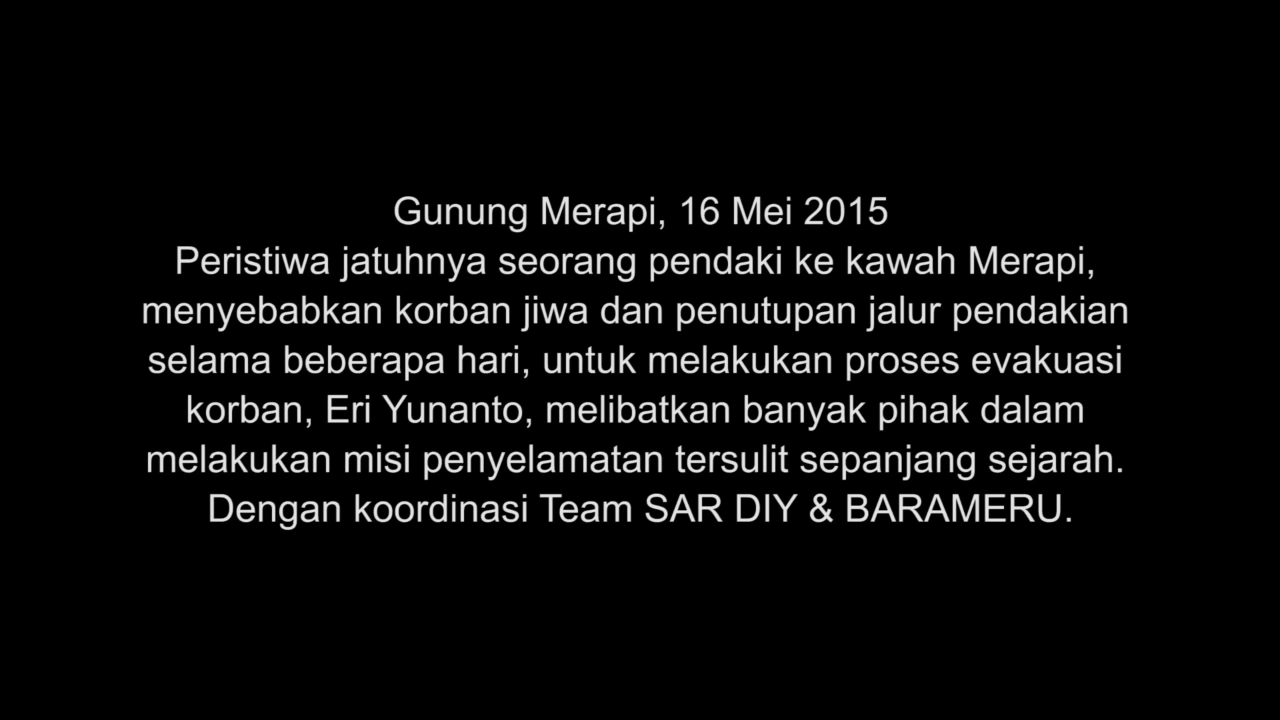 Gunung Merapi, 16 Mei 2015
Peristiwa jatuhnya seorang pendaki ke kawah Merapi,
menyebabkan korban jiwa dan penutupan jalur pendakian
selama beberapa hari, untuk melakukan proses evakuasi
korban, Eri Yunanto, melibatkan banyak pihak dalam
melakukan misi penyelamatan tersulit sepanjang sejarah.
Dengan koordinasi Team SAR DIY & BARAMERU.